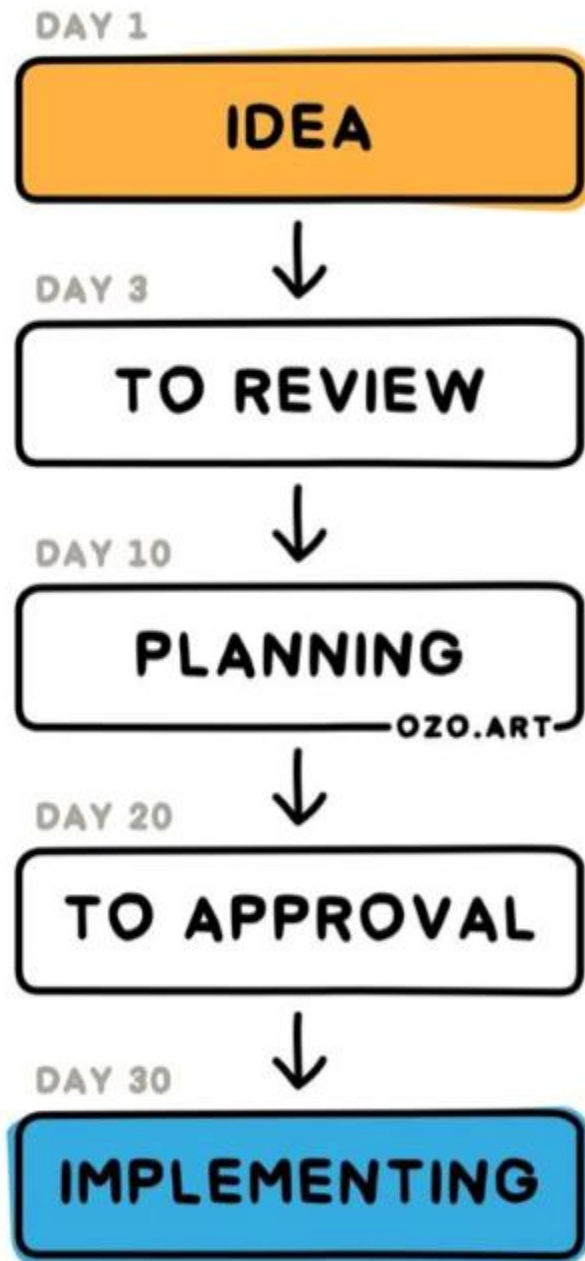 DAY 1
IDEA
DAY 3
TO REVIEW
DAY 10
PLANNING
OZO.ART
DAY 20
TO APPROVAL
DAY 30
IMPLEMENTING